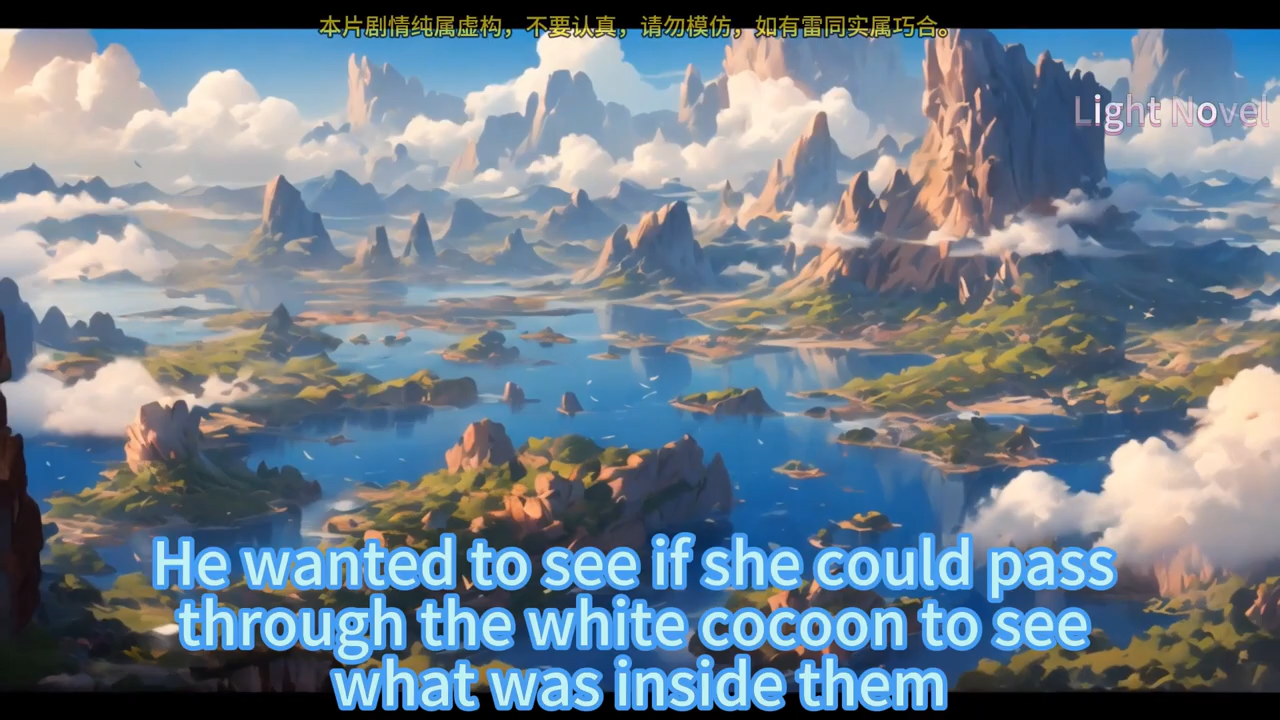 本片剧情纯属虚构，不要认真，请勿模仿，如有雷同实属巧合。
Light Novel
He wanted to see if she could pass
through the white cocoon to see
what was inside them